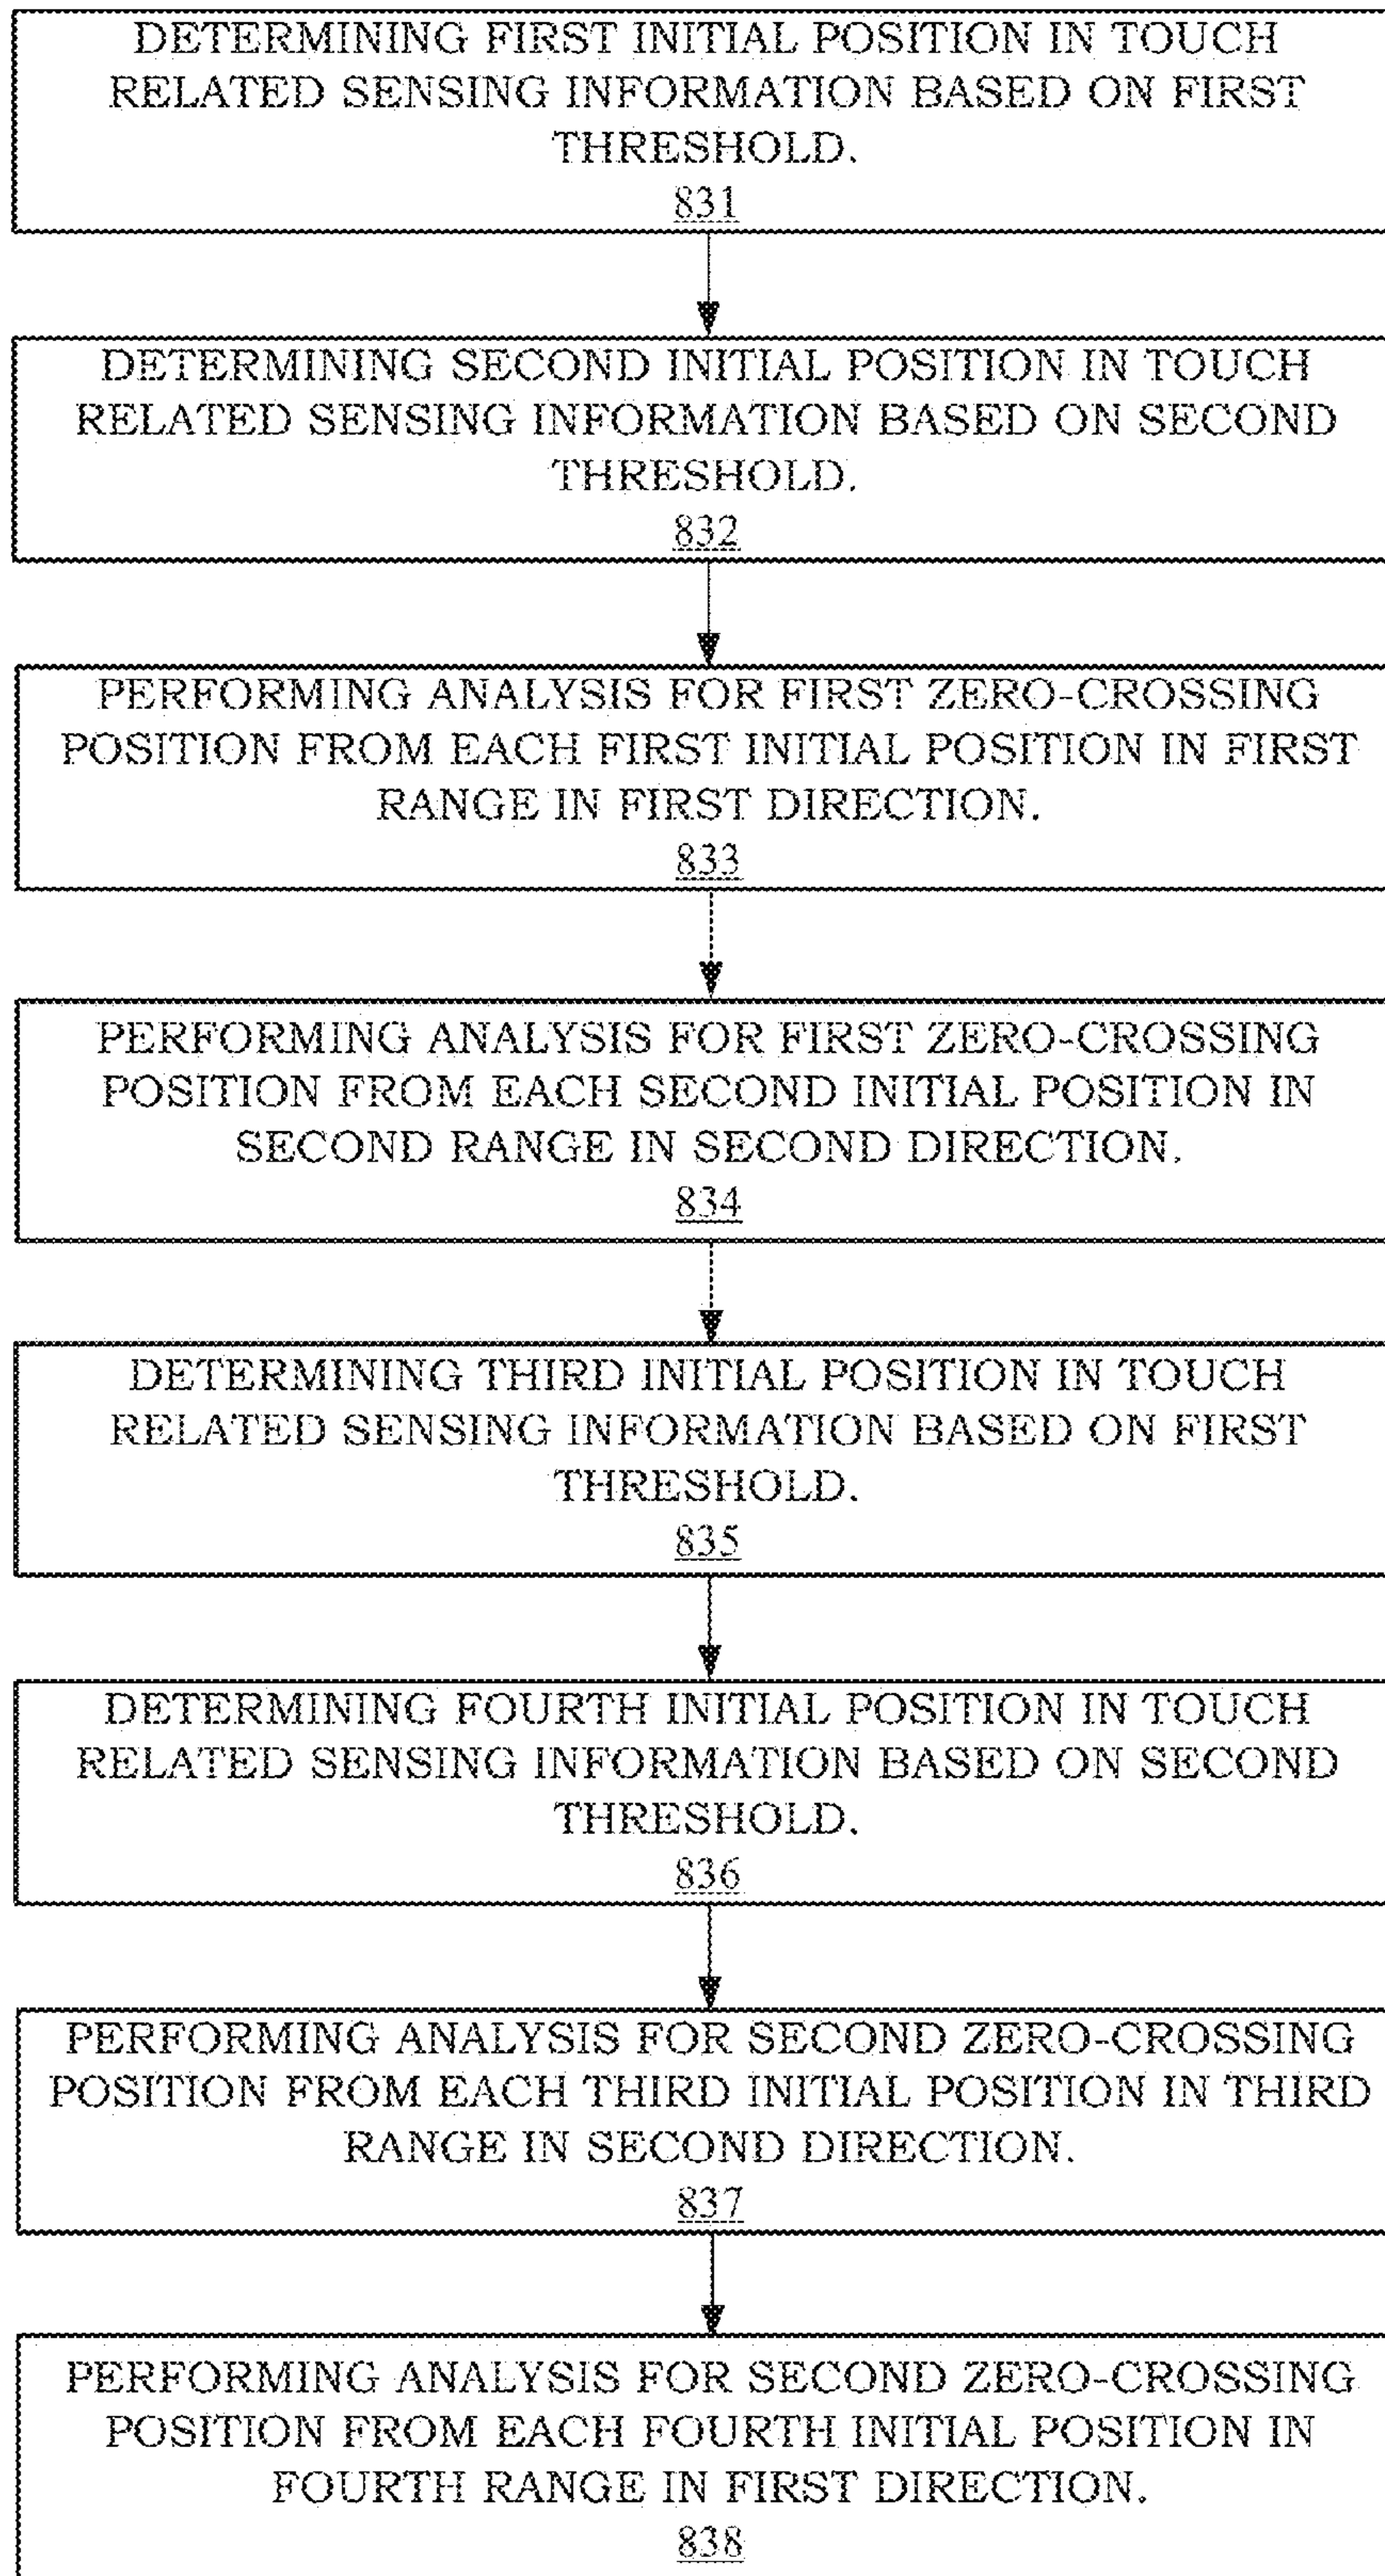 DETERMINING FIRST INITIAL POSITION IN TOUCH
RELATED SENSING INFORMATION BASED ON FIRST
THRESHOLD.
831
DETERMINING SECOND INITIAL POSITION IN TOUCH
RELATED SENSING INFORMATION BASED ON SECOND
THRESHOLD.
832
PERFORMING ANALYSIS FOR FIRST ZERO-CROSSING
POSITION FROM EACH FIRST INITIAL POSITION IN FIRST
RANGE IN FIRST DIRECTION.
833
PERFORMING ANALYSIS FOR FIRST ZERO-CROSSING
POSITION FROM EACH SECOND INITIAL POSITION IN
SECOND RANGE IN SECOND DIRECTION.
834
DETERMINING THIRD INITIAL POSITION IN TOUCH
RELATED SENSING INFORMATION BASED ON FIRST
THRESHOLD.
835
DETERMINING FOURTH INITIAL POSITION IN TOUCH
RELATED SENSING INFORMATION BASED ON SECOND
THRESHOLD.
836
PERFORMING ANALYSIS FOR SECOND ZERO-CROSSING
POSITION FROM EACH THIRD INITIAL POSITION IN THIRD
RANGE IN SECOND DIRECTION.
837
PERFORMING ANALYSIS FOR SECOND ZERO-CROSSING
POSITION FROM EACH FOURTH INITIAL POSITION IN
FOURTH RANGE IN FIRST DIRECTION.
838